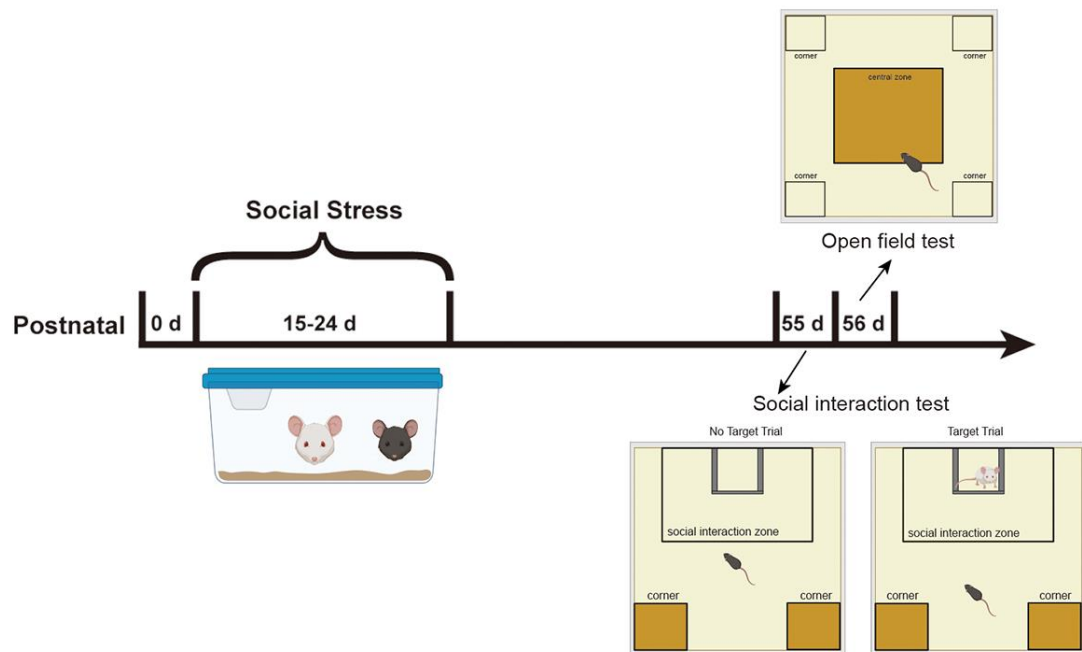 corner
corner
central zone
corner
corner
Open field test
Social Stress
Postnatal
0 d
15-24 d
55 d
56 d
Social interaction test
No Target Trial
Target Trial
social interaction zone
social interaction zone
corner
corner
corner
corner